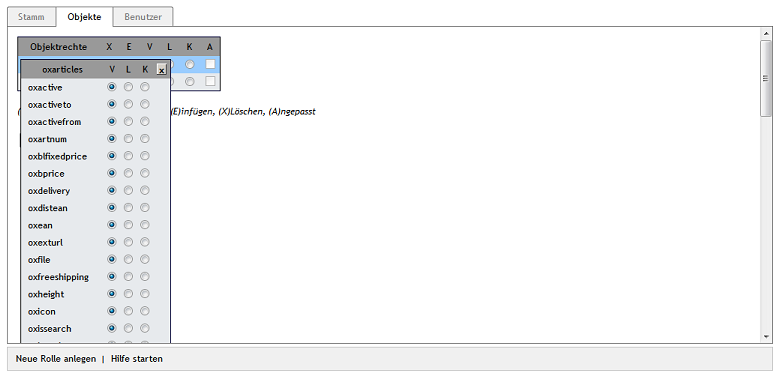 Stamm Objekte Benutzer
Objektrechte X E V L K A
oxarticles V L K x
oxactive
oxactiveto
(E)infügen, (X)Löschen, (A)ngepasst
oxactivefrom
oxartnum
oxblfixedprice
oxbprice
oxdelivery
oxdistean
oxean
oxexturl
oxfile
oxfreeshipping
oxheight
oxicon
oxissearch
Neue Rolle anlegen | Hilfe starten